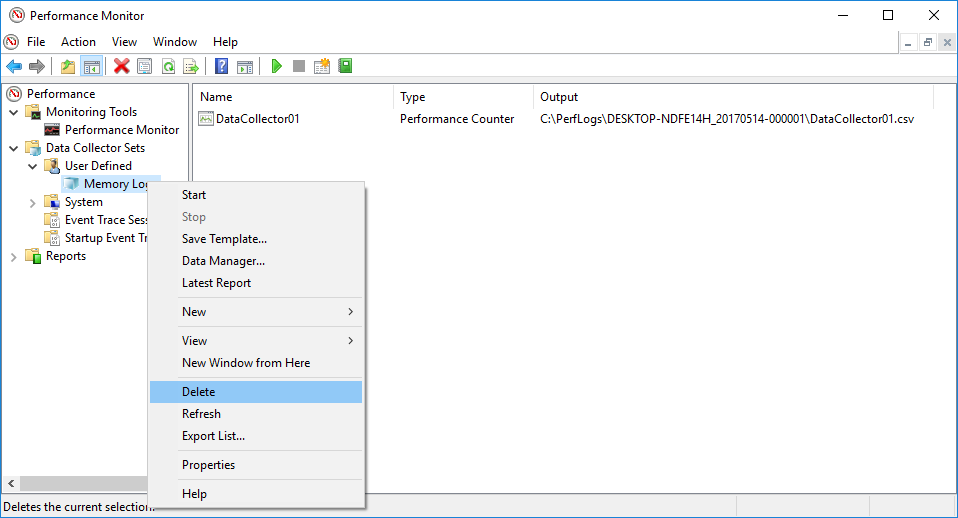 Performance Monitor
File Action View Window Help
Performance
Monitoring Tools
Performance Monitor
Data Collector Sets
User Defined
Memory Log
System
Event Trace Sess
Startup Event Tr
Reports
Name Type Output
DataCollector01 Performance Counter C:\PerfLogs\DESKTOP-NDFE14H_20170514-000001\DataCollector01.csv
Start
Stop
Save Template...
Data Manager...
Latest Report
New
View
New Window from Here
Delete
Refresh
Export List...
Properties
Help
Deletes the current selection.